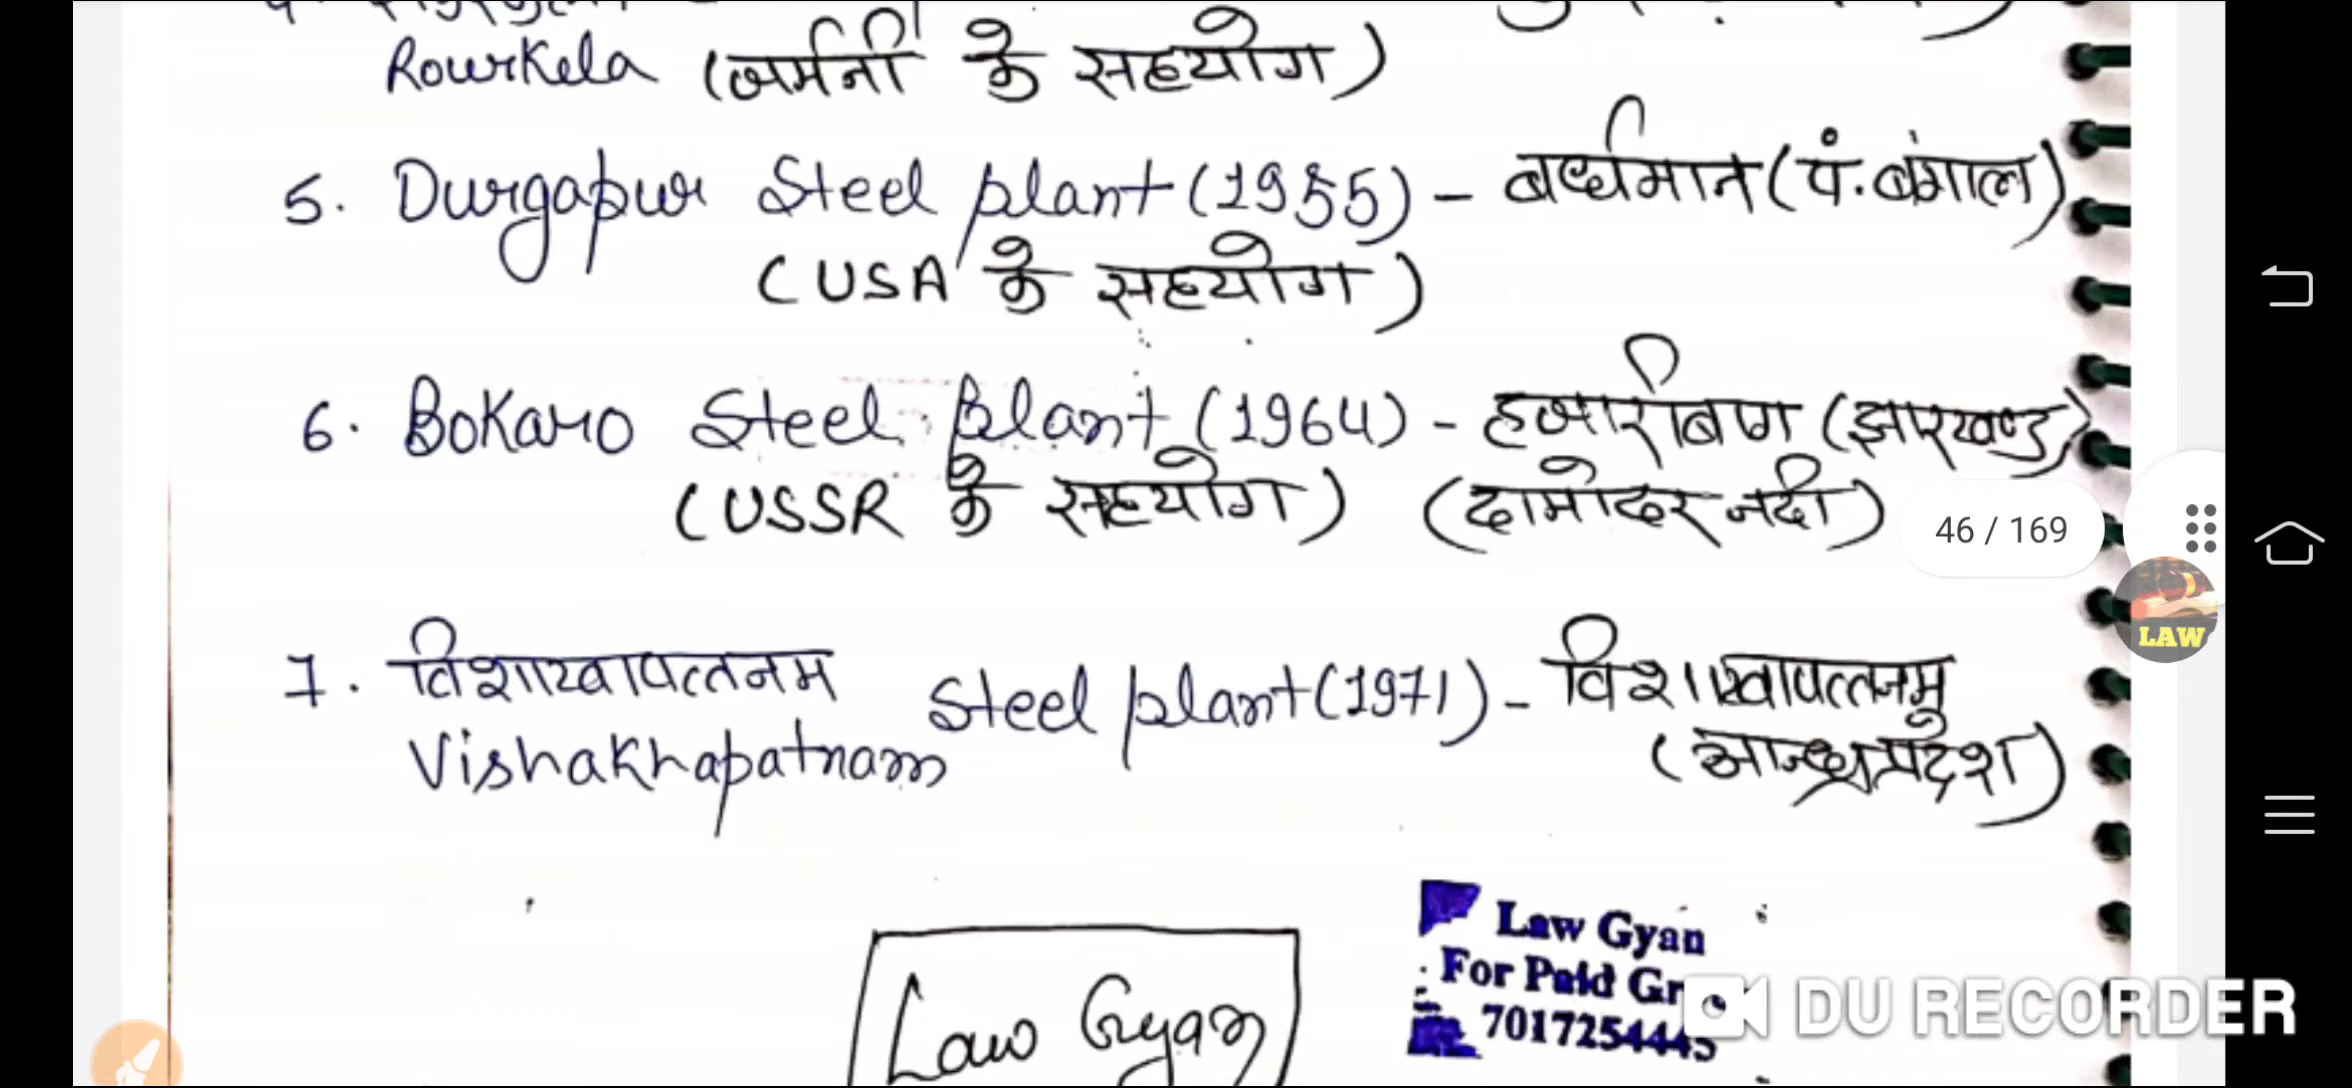 Rourkela (जर्मनी के सहयोग)
5. Durgapur Steel plant (1955) - बर्धमान (पं. बंगाल)
(USA के सहयोग)
6. Bokaro Steel Plant (1964) - हजारीबाग (झारखण्ड)
(USSR के सहयोग) (दामोदर नदी)
46 / 169
LAW
7. विशाखापत्तनम Steel plant (1971) - विशाखापत्तनमु
Vishakhapatnam (आन्ध्रप्रदेश)
Law Gyan
For Paid
Law Gyan
DU RECORDER